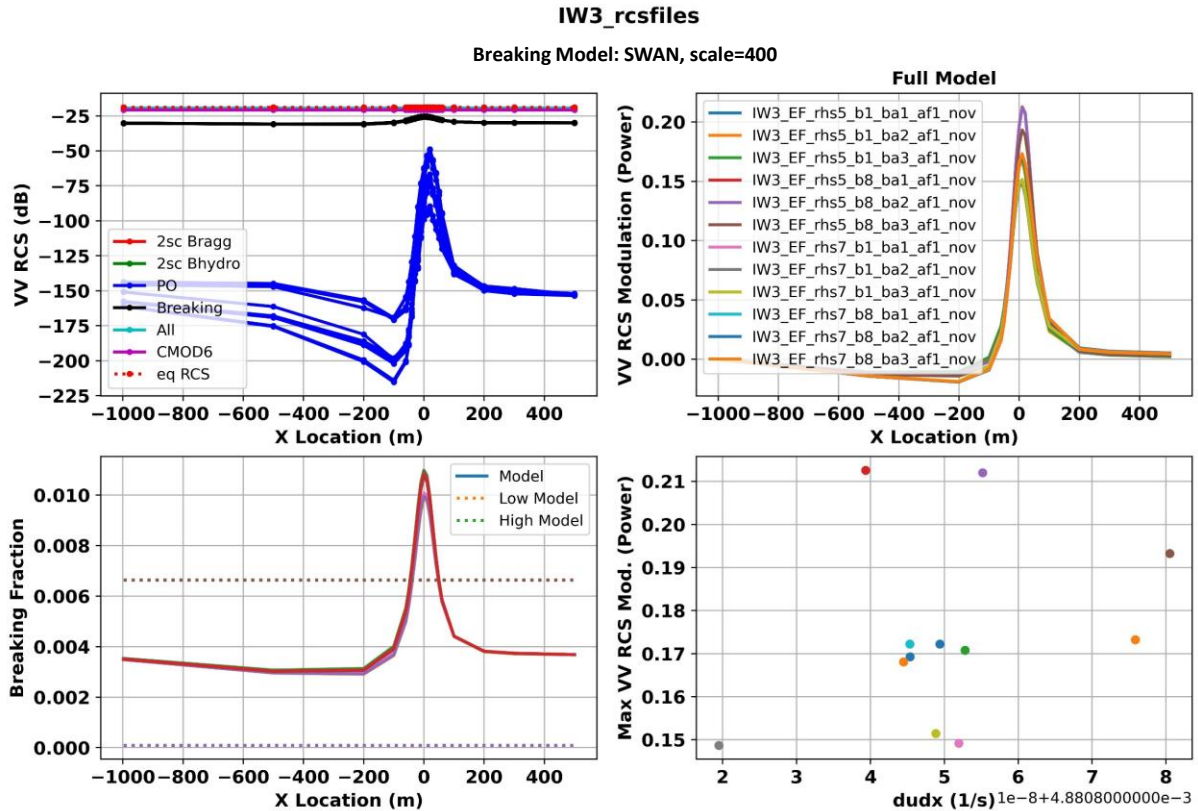 IW3_rcsfiles
Breaking Model: SWAN, scale=400
VV RCS (dB)
−25
−50
−75
−100
−125
−150
−175
−200
−225
2sc Bragg
2sc Bhydro
PO
Breaking
All
CMOD6
eq RCS
−1000 −800 −600 −400 −200 0 200 400
X Location (m)
Full Model
VV RCS Modulation (Power)
0.20
0.15
0.10
0.05
0.00
IW3_EF_rhs5_b1_ba1_af1_nov
IW3_EF_rhs5_b1_ba2_af1_nov
IW3_EF_rhs5_b1_ba3_af1_nov
IW3_EF_rhs5_b8_ba1_af1_nov
IW3_EF_rhs5_b8_ba2_af1_nov
IW3_EF_rhs5_b8_ba3_af1_nov
IW3_EF_rhs7_b1_ba1_af1_nov
IW3_EF_rhs7_b1_ba2_af1_nov
IW3_EF_rhs7_b1_ba3_af1_nov
IW3_EF_rhs7_b8_ba1_af1_nov
IW3_EF_rhs7_b8_ba2_af1_nov
IW3_EF_rhs7_b8_ba3_af1_nov
−1000 −800 −600 −400 −200 0 200 400
X Location (m)
Breaking Fraction
0.010
0.008
0.006
0.004
0.002
0.000
Model
Low Model
High Model
−1000 −800 −600 −400 −200 0 200 400
X Location (m)
Max VV RCS Mod. (Power)
0.21
0.20
0.19
0.18
0.17
0.16
0.15
2 3 4 5 6 7 8
dudx (1/s)
1e−8+4.8808000000e−3